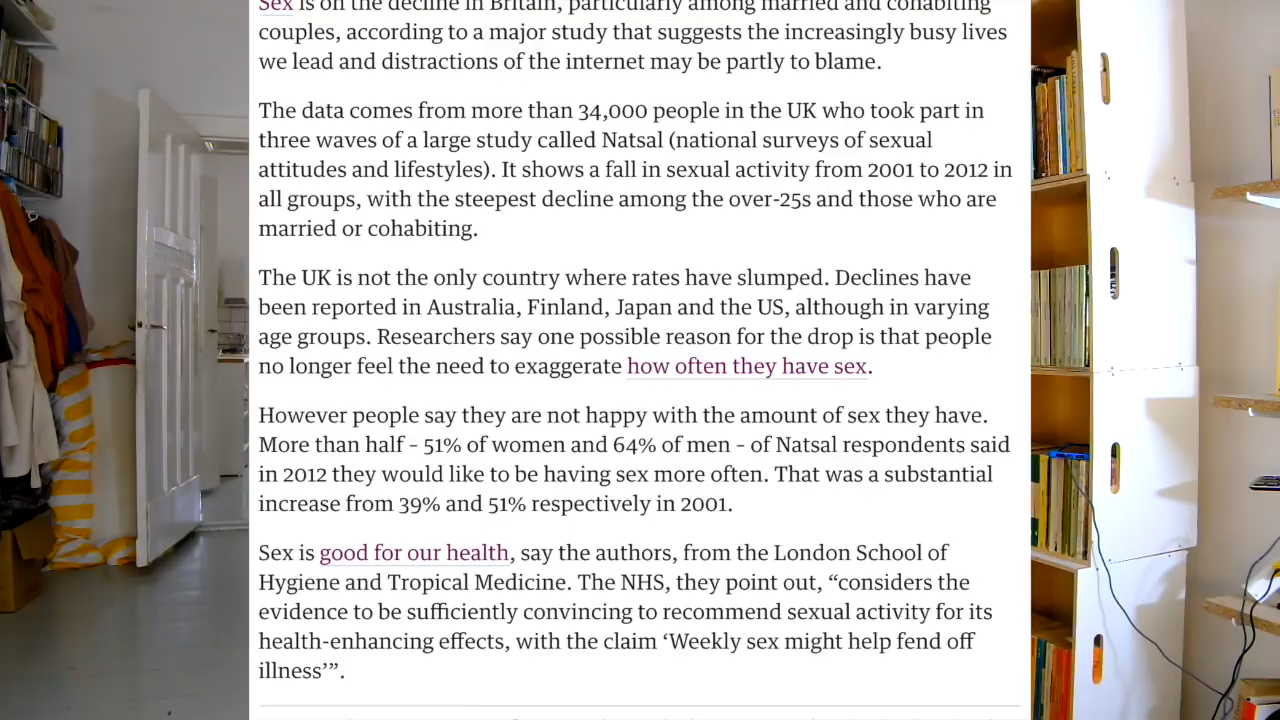 Sex is on the decline in Britain, particularly among married and cohabiting
couples, according to a major study that suggests the increasingly busy lives
we lead and distractions of the internet may be partly to blame.
The data comes from more than 34,000 people in the UK who took part in
three waves of a large study called Natsal (national surveys of sexual
attitudes and lifestyles). It shows a fall in sexual activity from 2001 to 2012 in
all groups, with the steepest decline among the over-25s and those who are
married or cohabiting.
The UK is not the only country where rates have slumped. Declines have
been reported in Australia, Finland, Japan and the US, although in varying
age groups. Researchers say one possible reason for the drop is that people
no longer feel the need to exaggerate how often they have sex.
However people say they are not happy with the amount of sex they have.
More than half – 51% of women and 64% of men – of Natsal respondents said
in 2012 they would like to be having sex more often. That was a substantial
increase from 39% and 51% respectively in 2001.
Sex is good for our health, say the authors, from the London School of
Hygiene and Tropical Medicine. The NHS, they point out, “considers the
evidence to be sufficiently convincing to recommend sexual activity for its
health-enhancing effects, with the claim ‘Weekly sex might help fend off
illness’”.